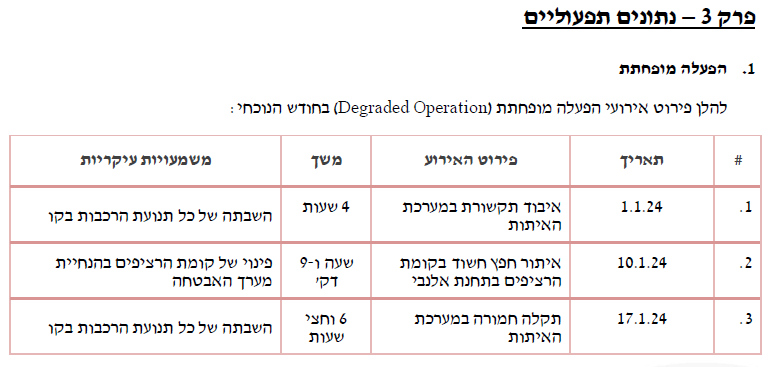 פרק 3 – נתונים תפעוליים
1. הפעלה מופחתת
להלן פירוט אירועי הפעלה מופחתת (Degraded Operation) בחודש הנוכחי:
# תאריך פירוט האירוע משך משמעויות עיקריות
1. 1.1.24 איבוד תקשורת במערכת 4 שעות השבתה של כל תנועת הרכבות בקו
האיתות
2. 10.1.24 איתור חפץ חשוד בקומת שעה ו-9 פינוי של קומת הרציפים בהנחיית
הרציפים בתחנת אלנבי דק' מערך האבטחה
3. 17.1.24 תקלה חמורה במערכת 6 וחצי השבתה של כל תנועת הרכבות בקו
האיתות שעות